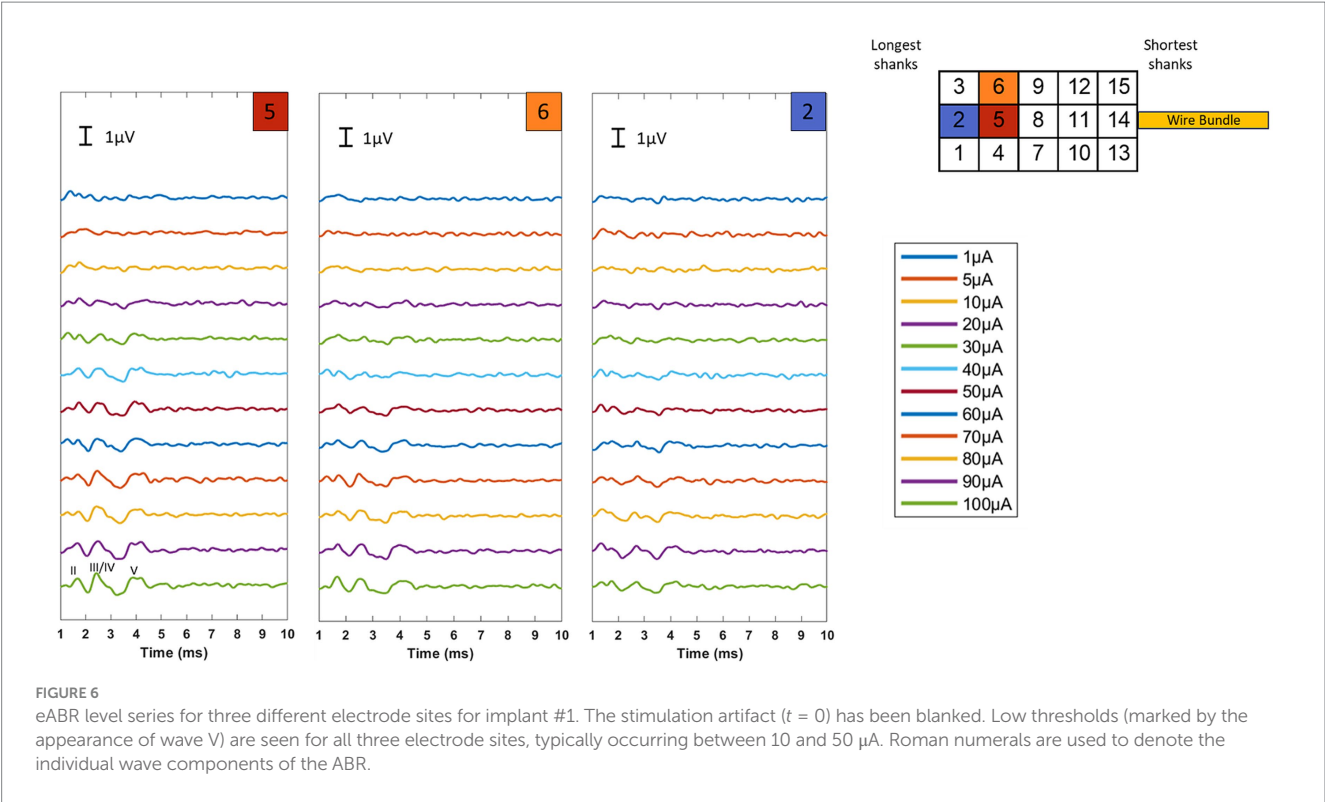 Longest
shanks
Shortest
shanks
3 6 9 12 15
2 5 8 11 14
1 4 7 10 13
Wire Bundle
5
1µV
II III/IV V
1 2 3 4 5 6 7 8 9 10
Time (ms)
6
1µV
1 2 3 4 5 6 7 8 9 10
Time (ms)
2
1µV
1 2 3 4 5 6 7 8 9 10
Time (ms)
1µA
5µA
10µA
20µA
30µA
40µA
50µA
60µA
70µA
80µA
90µA
100µA
FIGURE 6
eABR level series for three different electrode sites for implant #1. The stimulation artifact (t = 0) has been blanked. Low thresholds (marked by the
appearance of wave V) are seen for all three electrode sites, typically occurring between 10 and 50 µA. Roman numerals are used to denote the
individual wave components of the ABR.